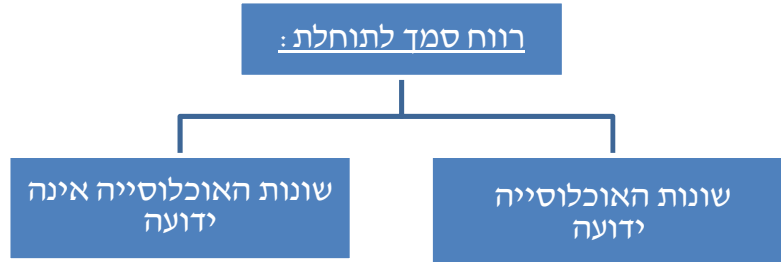 רווח סמך לתוחלת :
שונות האוכלוסייה
ידועה
שונות האוכלוסייה אינה
ידועה